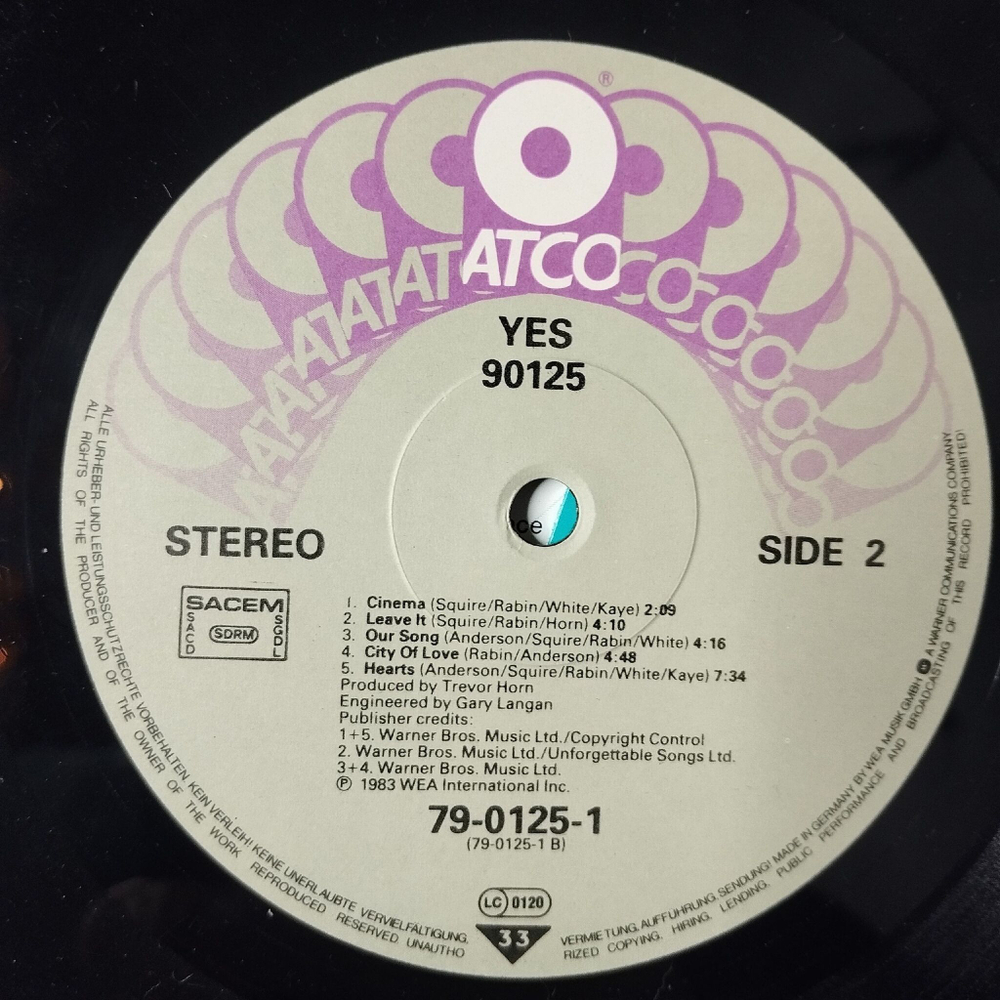 ®
ATATATATATCOCOCOCOCO
YES
90125
ce
STEREO
SIDE 2
SACEM
SACD
SDRM
SGDL
1. Cinema (Squire/Rabin/White/Kaye) 2:09
2. Leave It (Squire/Rabin/Horn) 4:10
3. Our Song (Anderson/Squire/Rabin/White) 4:16
4. City Of Love (Rabin/Anderson) 4:48
5. Hearts (Anderson/Squire/Rabin/White/Kaye) 7:34
Produced by Trevor Horn
Engineered by Gary Langan
Publisher credits:
1+5. Warner Bros. Music Ltd./Copyright Control
2. Warner Bros. Music Ltd./Unforgettable Songs Ltd.
3+4. Warner Bros. Music Ltd.
℗ 1983 WEA International Inc.
79-0125-1
(79-0125-1 B)
LC 0120
33
ALLE URHEBER- UND LEISTUNGSSCHUTZRECHTE VORBEHALTEN. KEIN VERLEIH! KEINE UNERLAUBTE VERVIELFÄLTIGUNG, VERMIETUNG, AUFFÜHRUNG, SENDUNG! MADE IN GERMANY BY WEA MUSIK GMBH A WARNER COMMUNICATIONS COMPANY
ALL RIGHTS OF THE PRODUCER AND OF THE OWNER OF THE WORK REPRODUCED RESERVED UNAUTHORIZED COPYING. HIRING. LENDING. PUBLIC PERFORMANCE AND BROADCASTING OF THIS RECORD PROHIBITED!